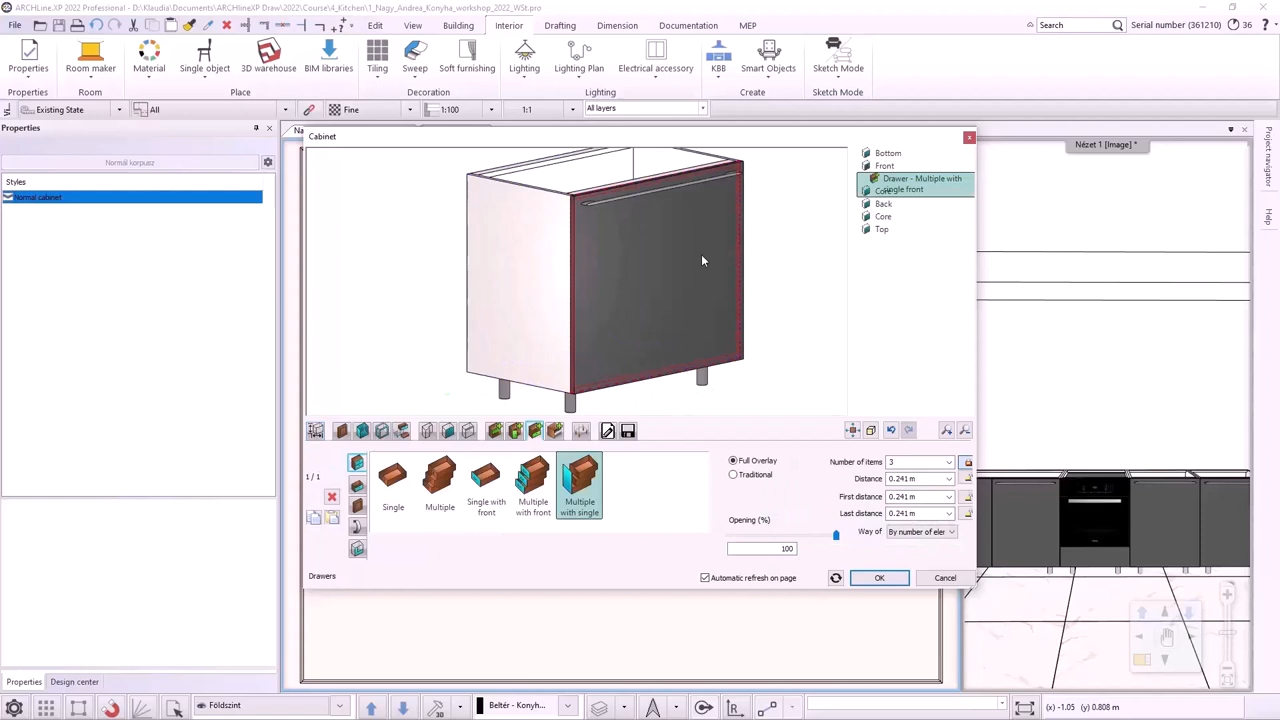 ARCHline.XP 2022 Professional - D:\Klaudia\Documents\ARCHlineXP Draw\2022\Course\4_Kitchen\1_Nagy_Andrea_Konyha_workshop_2022_WSt.pro
File Edit View Building Interior Drafting Dimension Documentation MEP Search Serial number (361210) 36
Properties Room maker Material Single object 3D warehouse BIM libraries Tiling Sweep Soft furnishing Lighting Lighting Plan Electrical accessory KBB Smart Objects Sketch Mode
Properties Room Place Decoration Lighting Create Sketch Mode
Existing State All Fine 1:100 1:1 All layers
Properties
Na
Cabinet
Nézet 1 [Image] *
Project navigator
Help
Normál korpusz
Styles
Normal cabinet
Bottom
Front
Drawer - Multiple with
single front
Core
Back
Core
Top
1 / 1
Single
Multiple
Single with
front
Multiple
with front
Multiple
with single
Full Overlay
Traditional
Opening (%)
100
Number of items 3
Distance 0.241 m
First distance 0.241 m
Last distance 0.241 m
Way of By number of eler
Drawers
Automatic refresh on page
OK
Cancel
Properties Design center
30
Földszint
Beltér - Konyh...
(x) -1.05 (y) 0.808 m